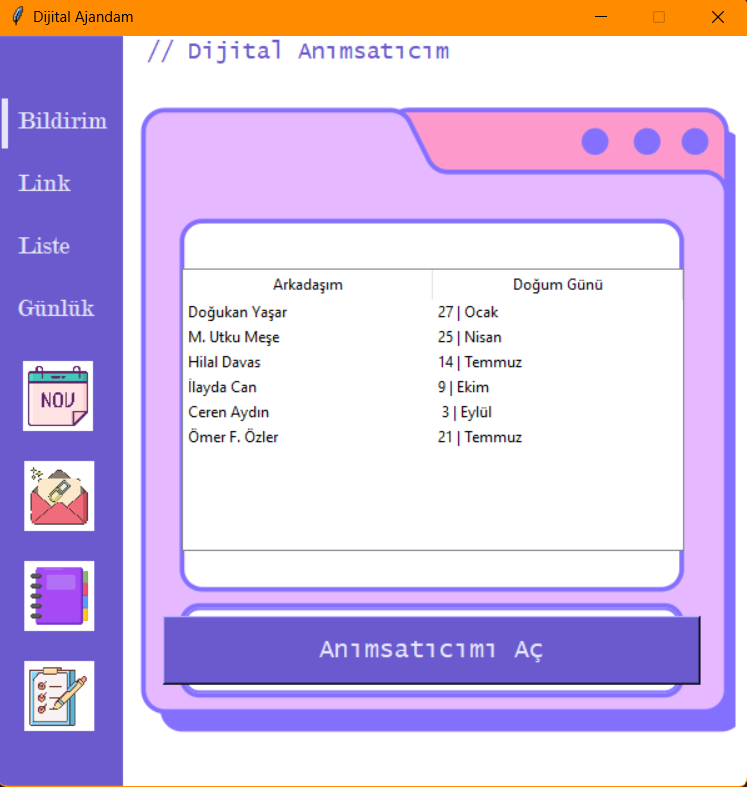 Dijital Ajandam
// Dijital Anımsatıcım
Bildirim
Link
Liste
Günlük
NOV
Arkadaşım Doğum Günü
Doğukan Yaşar 27 | Ocak
M. Utku Meşe 25 | Nisan
Hilal Davas 14 | Temmuz
İlayda Can 9 | Ekim
Ceren Aydın 3 | Eylül
Ömer F. Özler 21 | Temmuz
Anımsatıcımı Aç